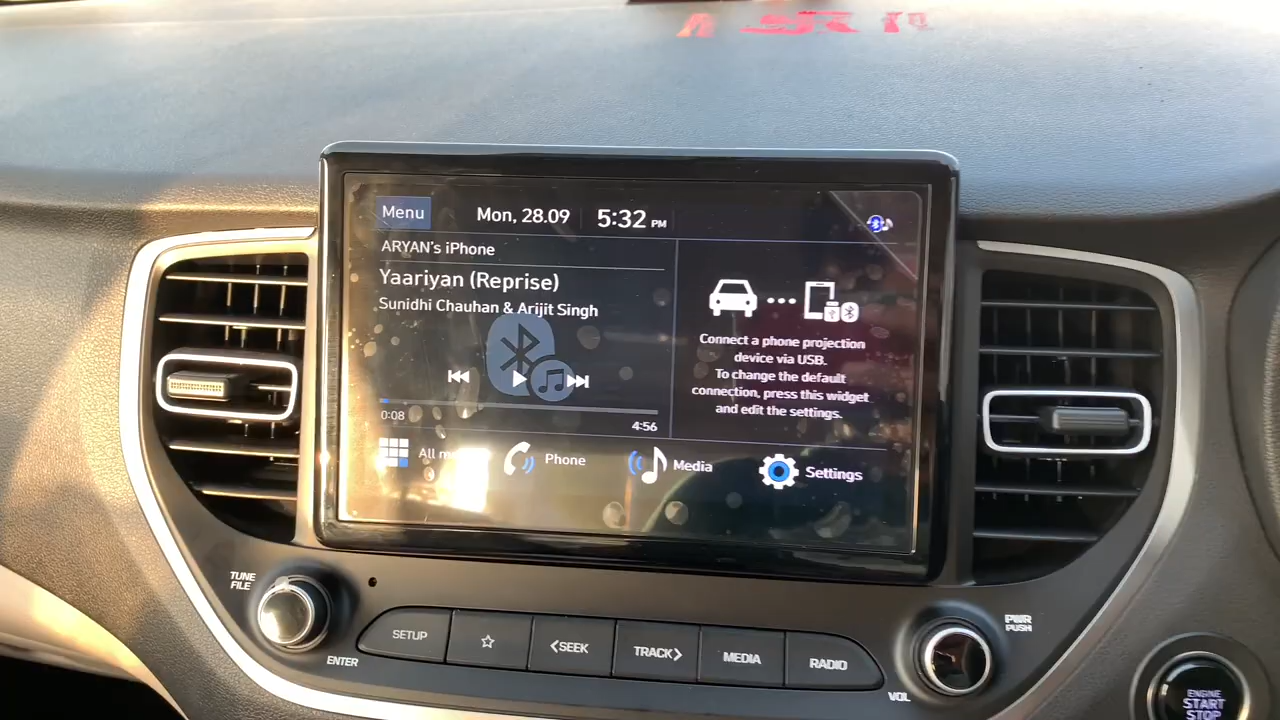 Menu
Mon, 28.09
5:32 PM
ARYAN's iPhone
Yaariyan (Reprise)
Sunidhi Chauhan & Arijit Singh
0:08
4:56
Connect a phone projection
device via USB.
To change the default
connection, press this widget
and edit the settings.
All
Phone
Media
Settings
TUNE
FILE
ENTER
SETUP
<SEEK
TRACK>
MEDIA
RADIO
PWR
PUSH
VOL
ENGINE
START
STOP